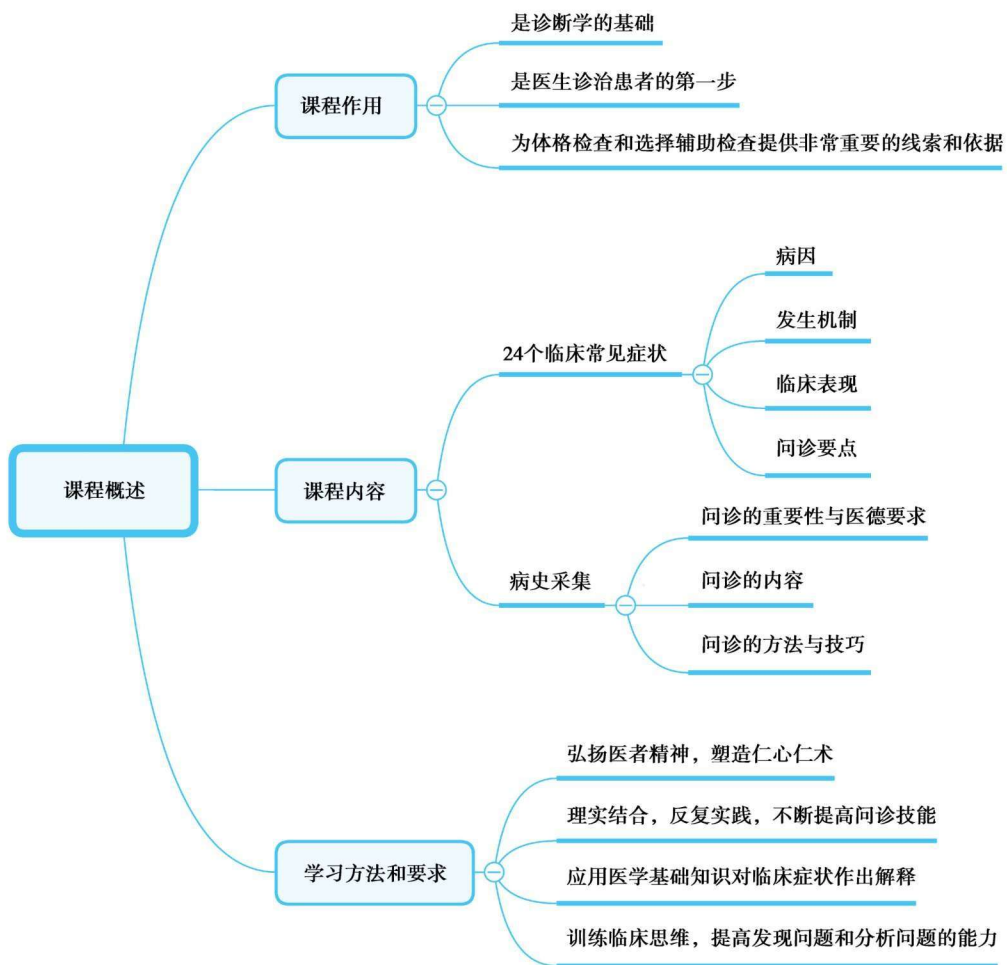 课程概述
课程作用
是诊断学的基础
是医生诊治患者的第一步
为体格检查和选择辅助检查提供非常重要的线索和依据
课程内容
24个临床常见症状
病因
发生机制
临床表现
问诊要点
病史采集
问诊的重要性与医德要求
问诊的内容
问诊的方法与技巧
学习方法和要求
弘扬医者精神，塑造仁心仁术
理实结合，反复实践，不断提高问诊技能
应用医学基础知识对临床症状作出解释
训练临床思维，提高发现问题和分析问题的能力